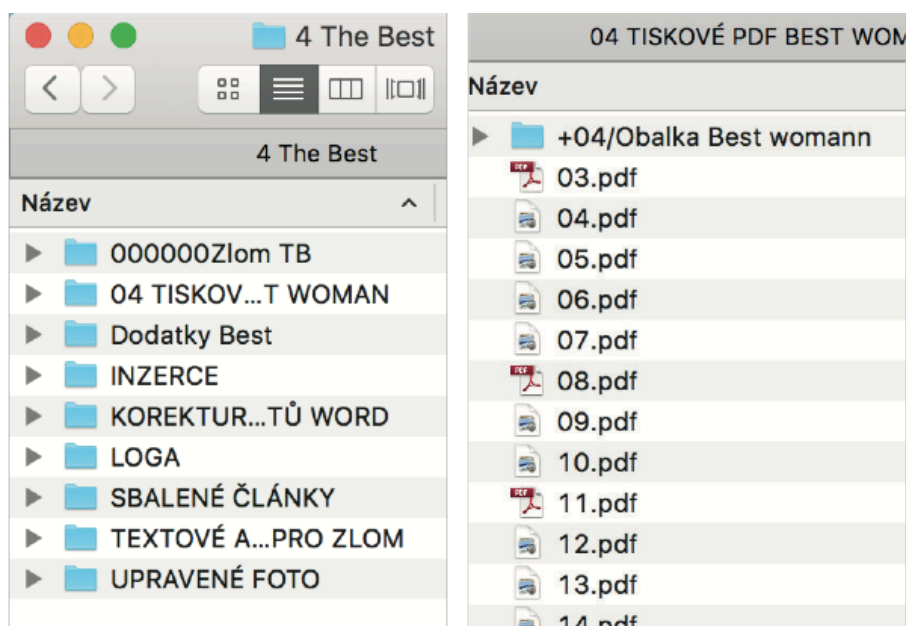 4 The Best
4 The Best
Název
000000Zlom TB
04 TISKOV...T WOMAN
Dodatky Best
INZERCE
KOREKTUR...TŮ WORD
LOGA
SBALENÉ ČLÁNKY
TEXTOVÉ A...PRO ZLOM
UPRAVENÉ FOTO
04 TISKOVÉ PDF BEST WOM
Název
+04/Obalka Best womann
03.pdf
04.pdf
05.pdf
06.pdf
07.pdf
08.pdf
09.pdf
10.pdf
11.pdf
12.pdf
13.pdf
14.pdf